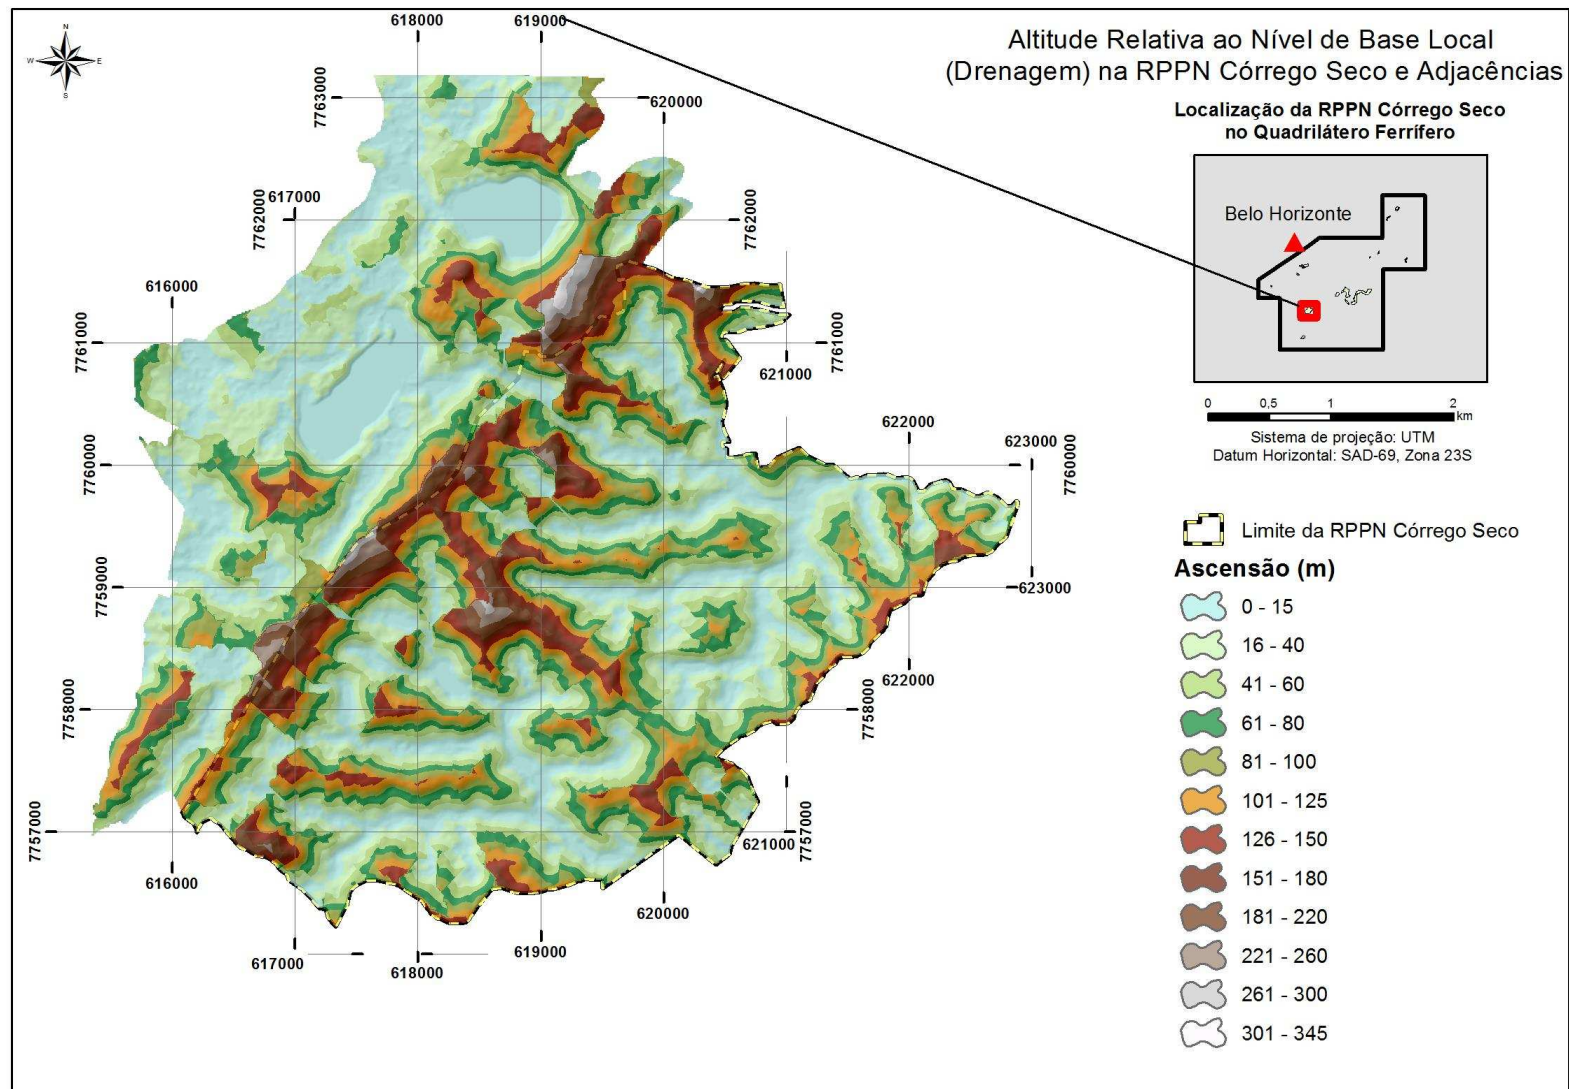 618000
619000
N
W
E
S
Altitude Relativa ao Nível de Base Local
(Drenagem) na RPPN Córrego Seco e Adjacências
7763000
620000
Localização da RPPN Córrego Seco
no Quadrilátero Ferrífero
Belo Horizonte
617000
7762000
7762000
616000
7761000
7761000
621000
0
0,5
1
2
km
Sistema de projeção: UTM
Datum Horizontal: SAD-69, Zona 23S
622000
623000
7760000
7760000
Limite da RPPN Córrego Seco
Ascensão (m)
0 - 15
16 - 40
41 - 60
61 - 80
81 - 100
101 - 125
126 - 150
151 - 180
181 - 220
221 - 260
261 - 300
301 - 345
7759000
623000
622000
7758000
7758000
7757000
7757000
621000
616000
620000
617000
618000
619000